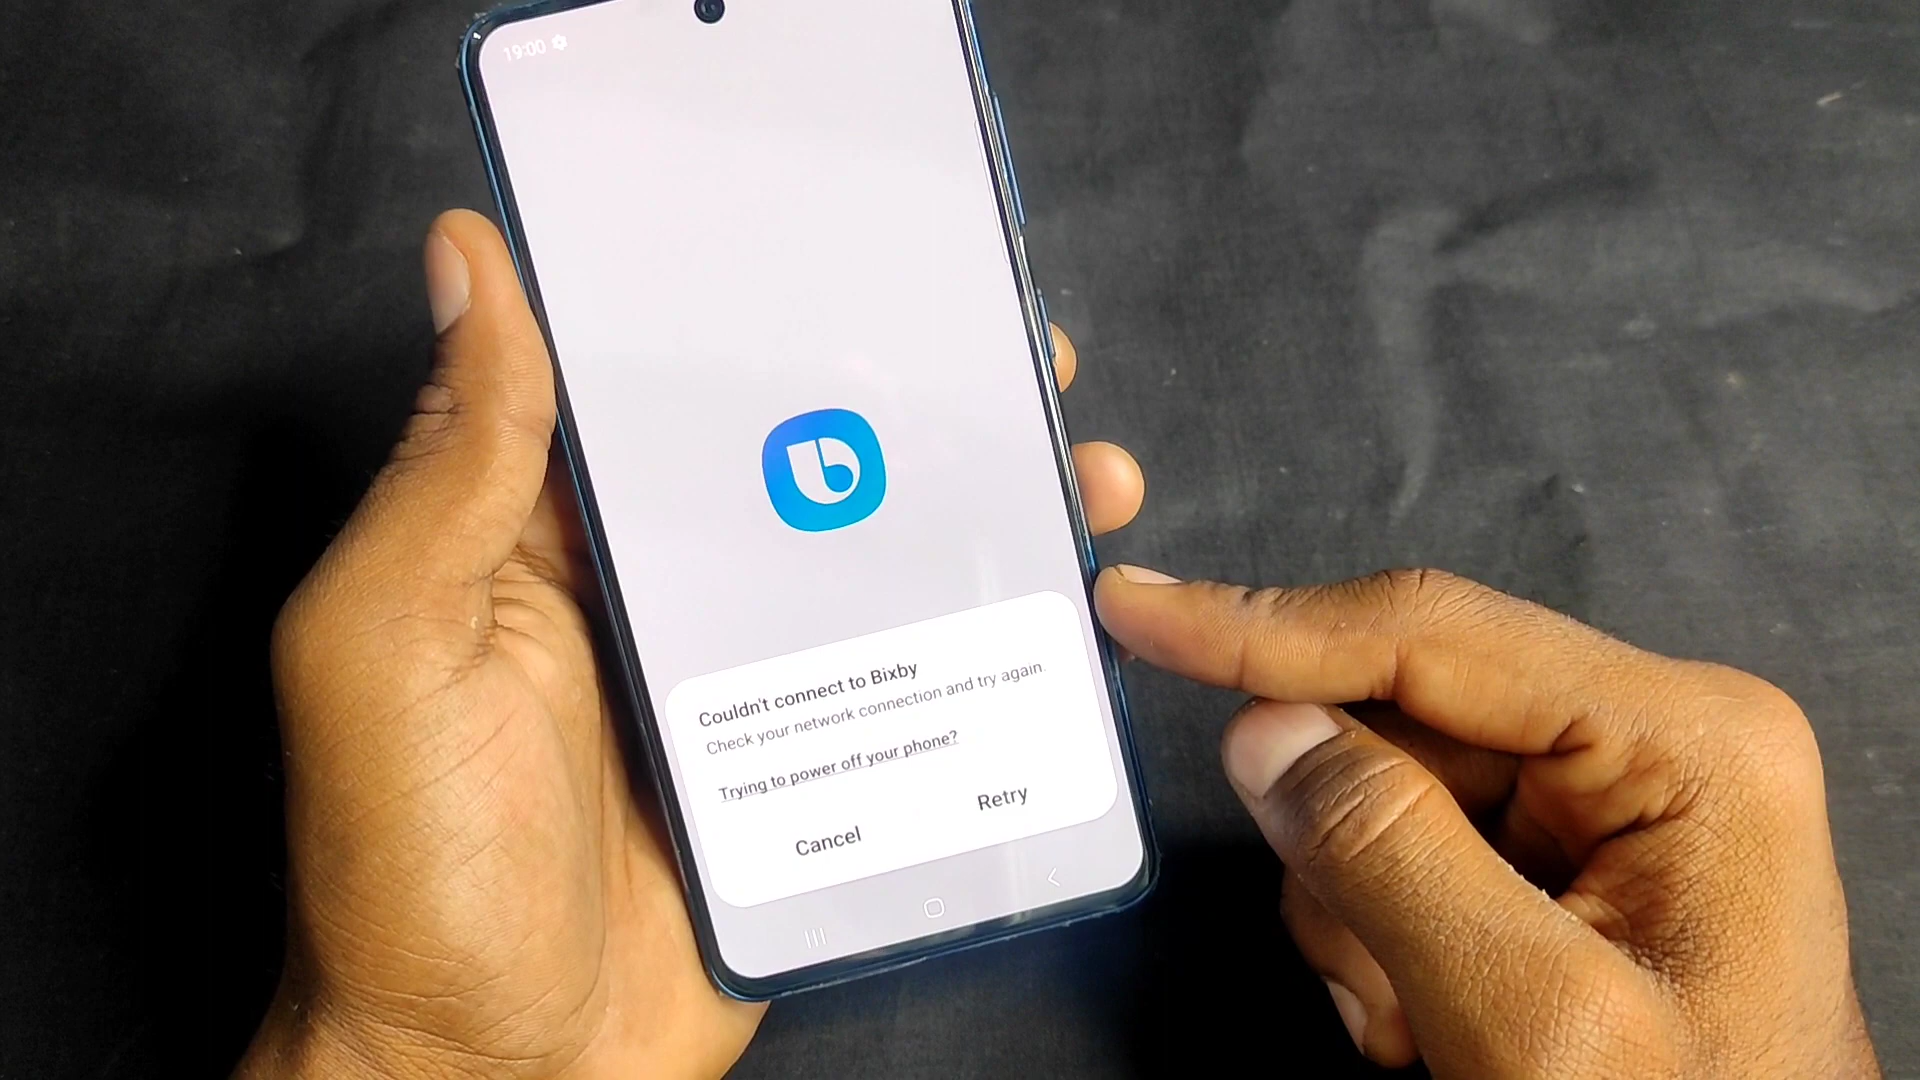 19:00
Couldn't connect to Bixby
Check your network connection and try again.
Trying to power off your phone?
Cancel
Retry